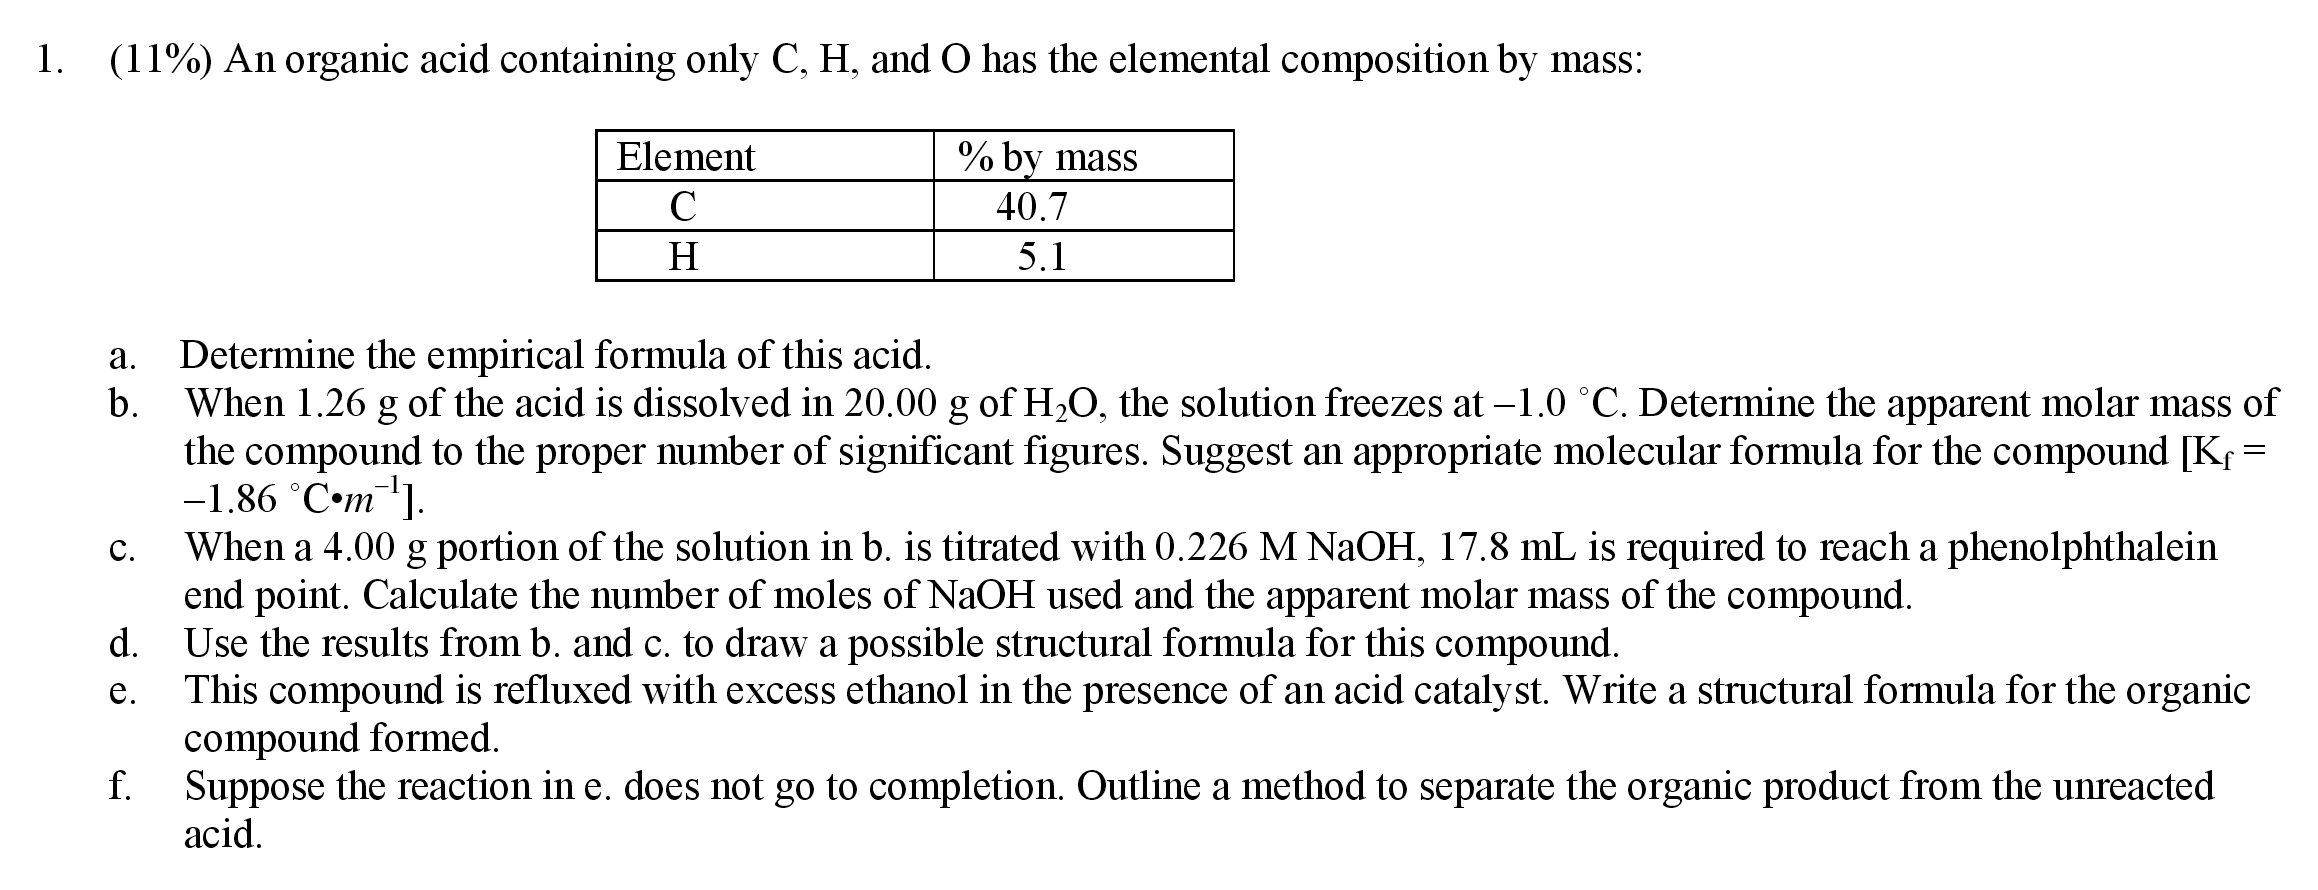 1. (11%) An organic acid containing only C, H, and O has the elemental composition by mass:
Element % by mass
C 40.7
H 5.1
a. Determine the empirical formula of this acid.
b. When 1.26 g of the acid is dissolved in 20.00 g of H₂O, the solution freezes at –1.0 ˚C. Determine the apparent molar mass of
the compound to the proper number of significant figures. Suggest an appropriate molecular formula for the compound [K_f =
–1.86 ˚C•m⁻¹].
c. When a 4.00 g portion of the solution in b. is titrated with 0.226 M NaOH, 17.8 mL is required to reach a phenolphthalein
end point. Calculate the number of moles of NaOH used and the apparent molar mass of the compound.
d. Use the results from b. and c. to draw a possible structural formula for this compound.
e. This compound is refluxed with excess ethanol in the presence of an acid catalyst. Write a structural formula for the organic
compound formed.
f. Suppose the reaction in e. does not go to completion. Outline a method to separate the organic product from the unreacted
acid.